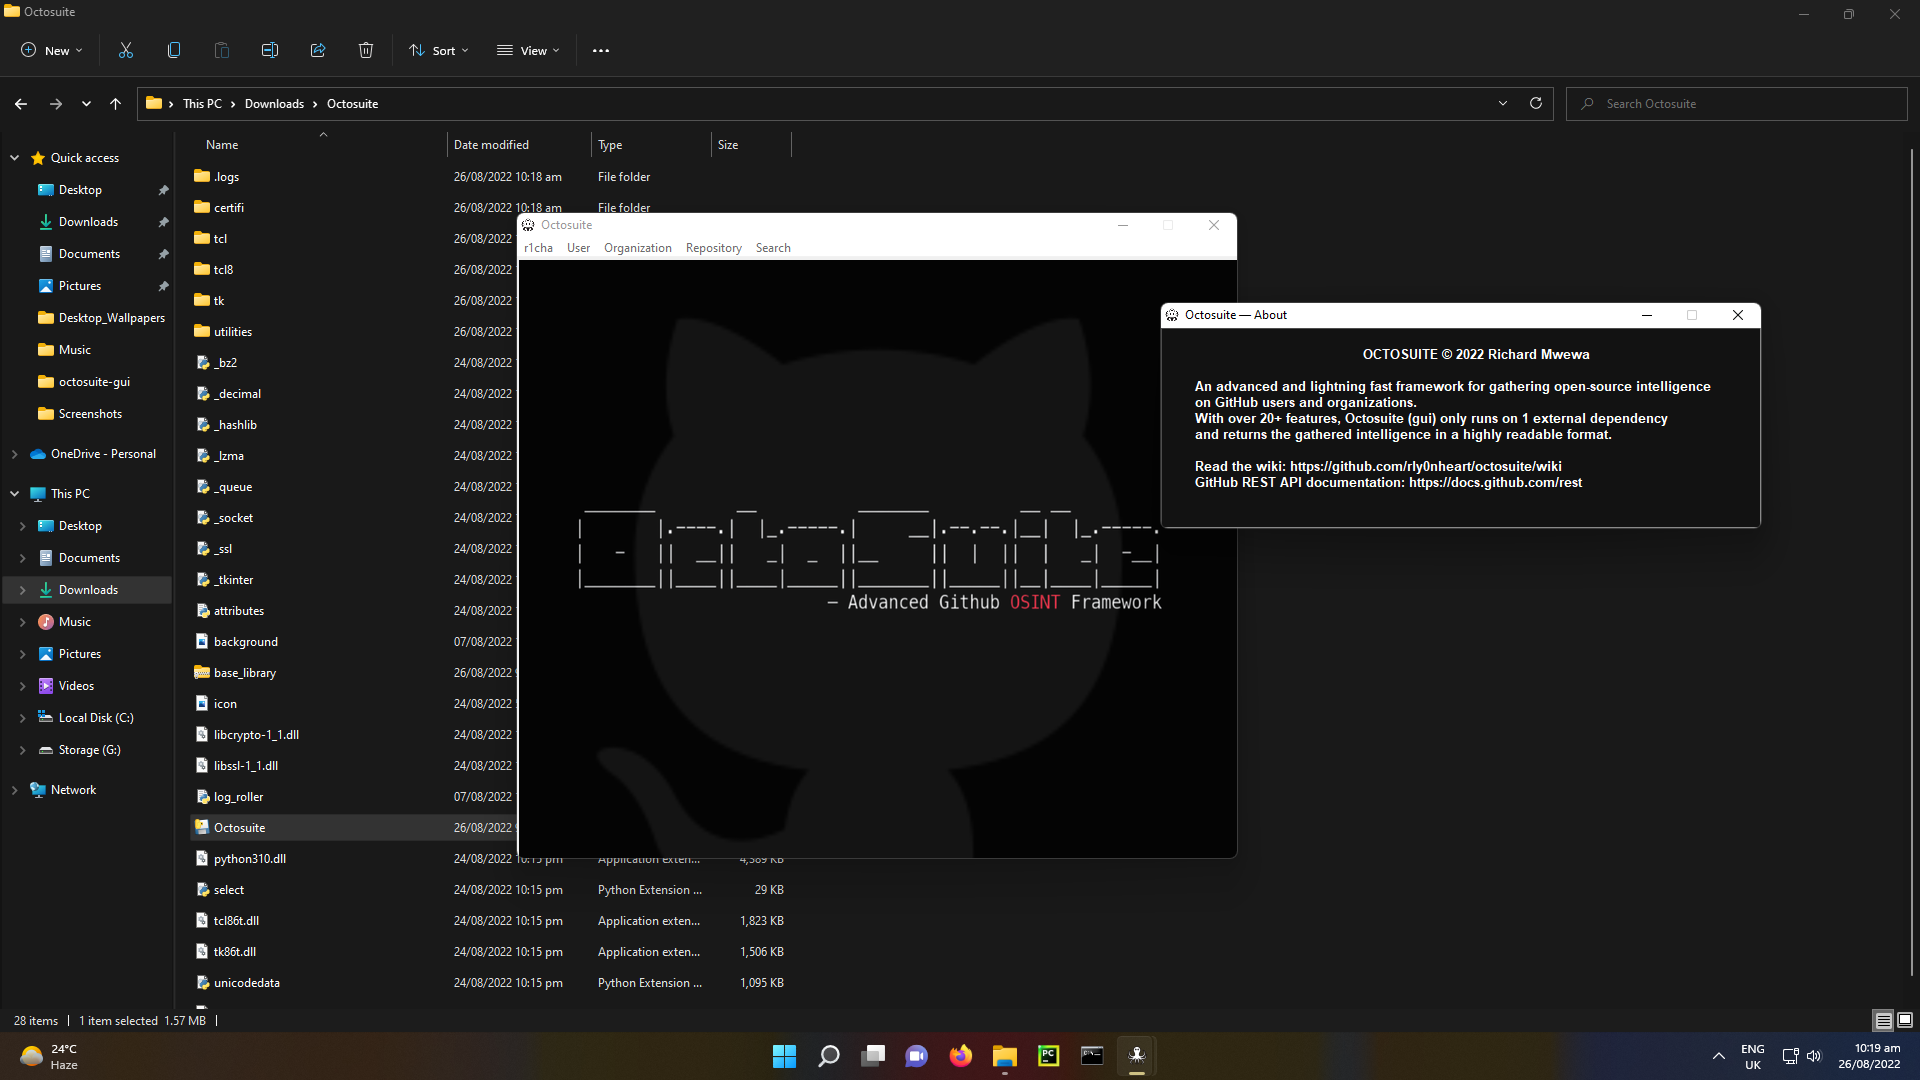 Octosuite
New
Sort
View
This PC
Downloads
Octosuite
Search Octosuite
Name
Date modified
Type
Size
Quick access
Desktop
Downloads
Documents
Pictures
Desktop_Wallpapers
Music
octosuite-gui
Screenshots
OneDrive - Personal
This PC
Desktop
Documents
Downloads
Music
Pictures
Videos
Local Disk (C:)
Storage (G:)
Network
.logs 26/08/2022 10:18 am File folder
certifi 26/08/2022 10:18 am File folder
tcl 26/08/2022
tcl8 26/08/2022
tk 26/08/2022
utilities 26/08/2022
_bz2 24/08/2022
_decimal 24/08/2022
_hashlib 24/08/2022
_lzma 24/08/2022
_queue 24/08/2022
_socket 24/08/2022
_ssl 24/08/2022
_tkinter 24/08/2022
attributes 24/08/2022
background 07/08/2022
base_library 26/08/2022
icon 24/08/2022
libcrypto-1_1.dll 24/08/2022
libssl-1_1.dll 24/08/2022
log_roller 07/08/2022
Octosuite 26/08/2022
python310.dll 24/08/2022 10:15 pm Application exten... 4,389 KB
select 24/08/2022 10:15 pm Python Extension ... 29 KB
tcl86t.dll 24/08/2022 10:15 pm Application exten... 1,823 KB
tk86t.dll 24/08/2022 10:15 pm Application exten... 1,506 KB
unicodedata 24/08/2022 10:15 pm Python Extension ... 1,095 KB
28 items
1 item selected 1.57 MB
Octosuite
r1cha User Organization Repository Search
OctoSuite
— Advanced Github OSINT Framework
Octosuite — About
OCTOSUITE © 2022 Richard Mwewa
An advanced and lightning fast framework for gathering open-source intelligence
on GitHub users and organizations.
With over 20+ features, Octosuite (gui) only runs on 1 external dependency
and returns the gathered intelligence in a highly readable format.
Read the wiki: https://github.com/rly0nheart/octosuite/wiki
GitHub REST API documentation: https://docs.github.com/rest
24°C
Haze
PC
ENG
UK
10:19 am
26/08/2022